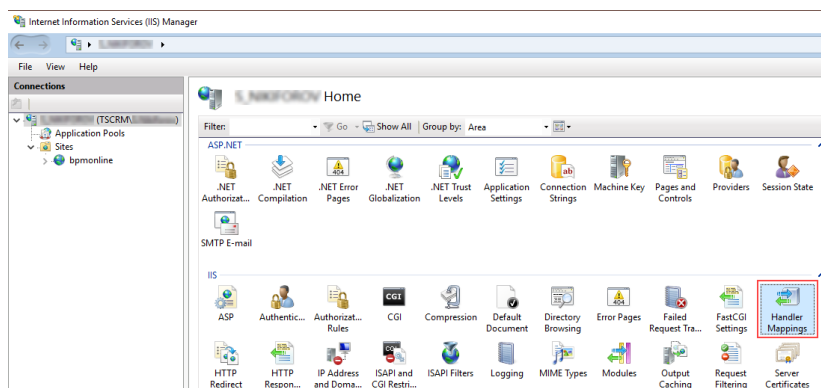 Internet Information Services (IIS) Manager
File View Help
Connections
(TSCRM\
Application Pools
Sites
bpmonline
Home
Filter: Go Show All Group by: Area
ASP.NET
.NET Authorizat... .NET Compilation .NET Error Pages .NET Globalization .NET Trust Levels Application Settings Connection Strings Machine Key Pages and Controls Providers Session State
SMTP E-mail
IIS
ASP Authentic... Authorizat... Rules CGI Compression Default Document Directory Browsing Error Pages Failed Request Tra... FastCGI Settings Handler Mappings
HTTP Redirect HTTP Respon... IP Address and Doma... ISAPI and CGI Restri... ISAPI Filters Logging MIME Types Modules Output Caching Request Filtering Server Certificates